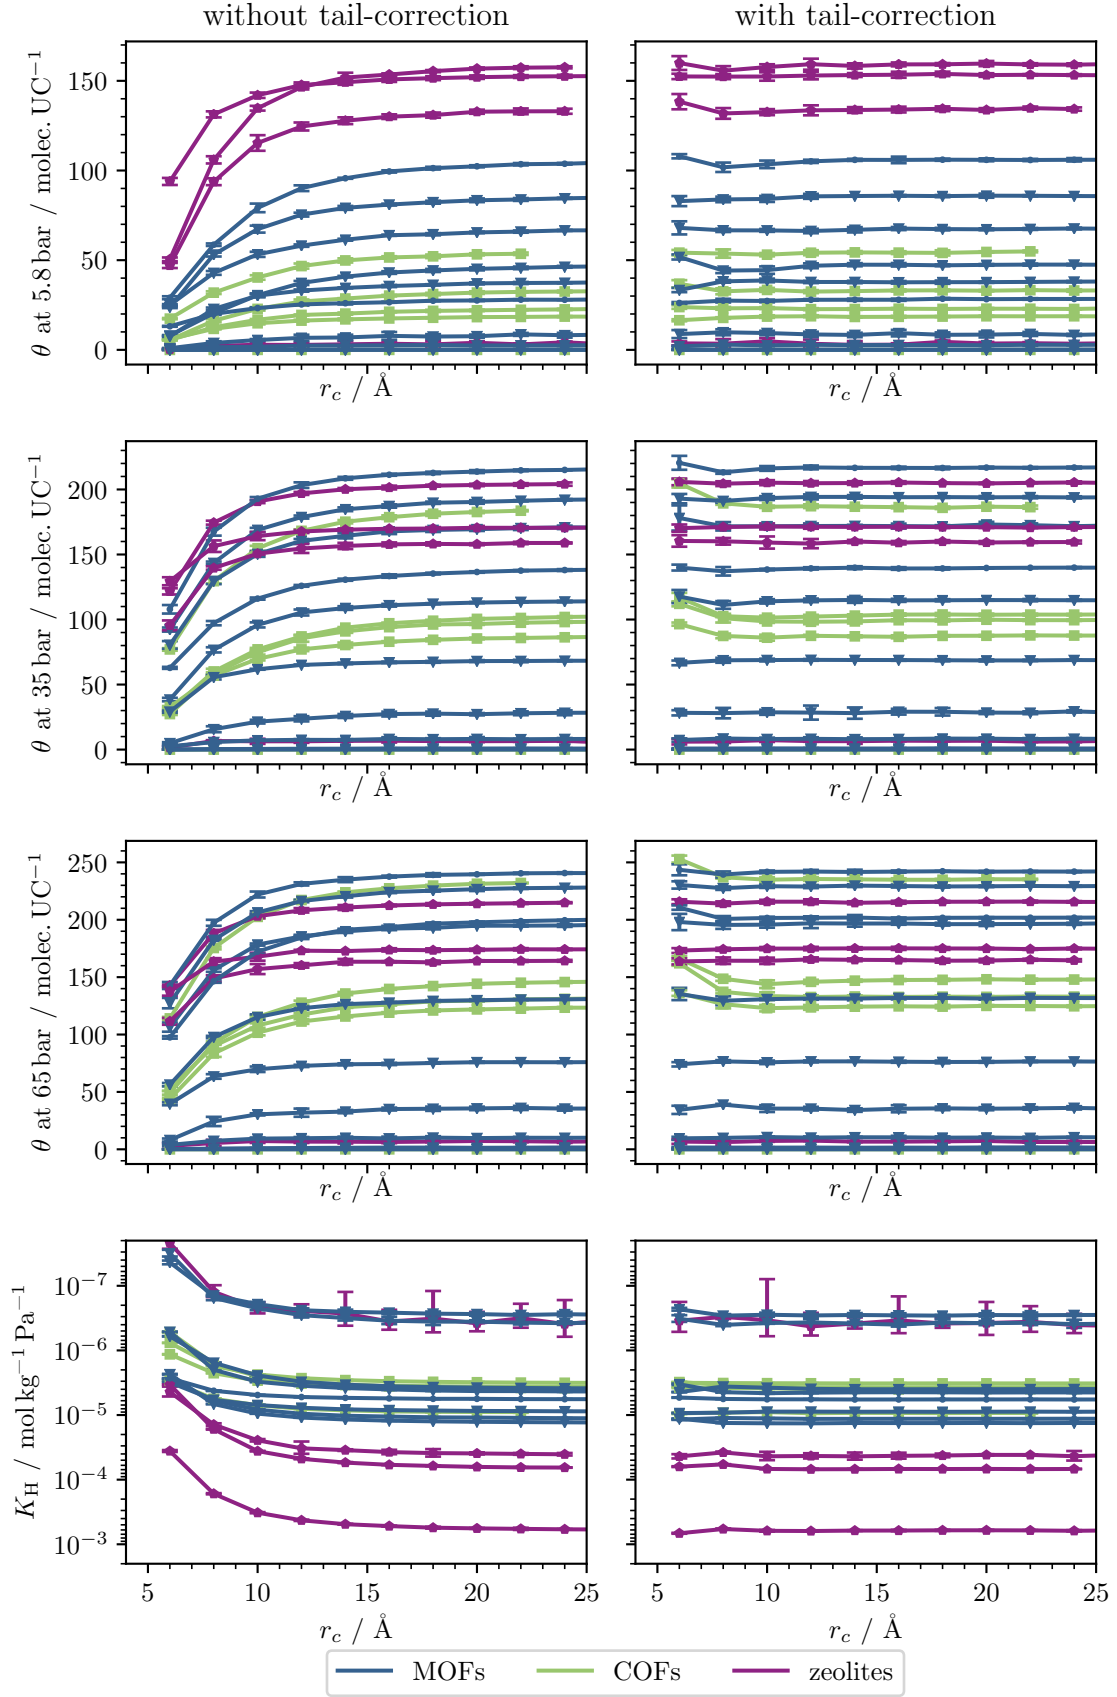 without tail-correction
with tail-correction
θ at 5.8 bar / molec. UC⁻¹
150
100
50
0
r_c / Å
r_c / Å
θ at 35 bar / molec. UC⁻¹
200
150
100
50
0
r_c / Å
r_c / Å
θ at 65 bar / molec. UC⁻¹
250
200
150
100
50
0
r_c / Å
r_c / Å
K_H / mol kg⁻¹ Pa⁻¹
10⁻⁷
10⁻⁶
10⁻⁵
10⁻⁴
10⁻³
5 10 15 20 25
5 10 15 20 25
r_c / Å
r_c / Å
MOFs COFs zeolites